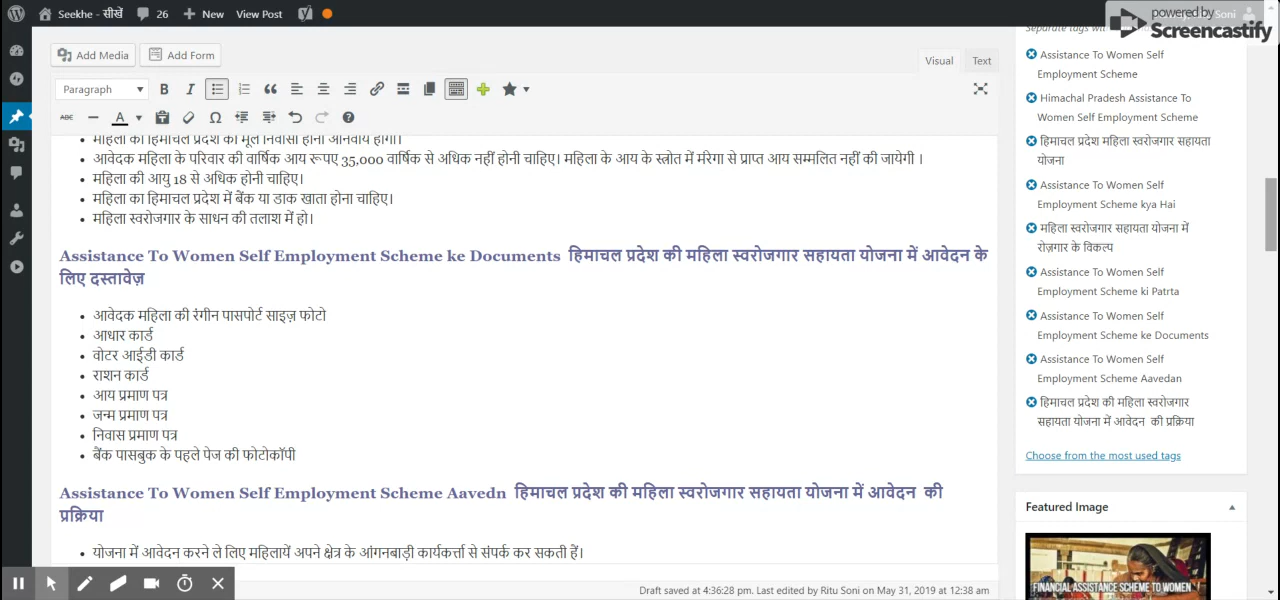 Seekhe - सीखें
26
New
View Post
Soni
powered by
Screencastify
Add Media
Add Form
Visual
Text
Paragraph
B
I
ABC
A
Ω
महिला को हिमाचल प्रदेश का मूल निवासी होना अनिवार्य होगा।
आवेदक महिला के परिवार की वार्षिक आय रूपए 35,000 वार्षिक से अधिक नहीं होनी चाहिए। महिला के आय के स्त्रोत में मंरेगा से प्राप्त आय सम्मलित नहीं की जायेगी ।
महिला की आयु 18 से अधिक होनी चाहिए।
महिला का हिमाचल प्रदेश में बैंक या डाक खाता होना चाहिए।
महिला स्वरोजगार के साधन की तलाश में हो।
Assistance To Women Self Employment Scheme ke Documents हिमाचल प्रदेश की महिला स्वरोजगार सहायता योजना में आवेदन के
लिए दस्तावेज़
आवेदक महिला की रंगीन पासपोर्ट साइज़ फोटो
आधार कार्ड
वोटर आईडी कार्ड
राशन कार्ड
आय प्रमाण पत्र
जन्म प्रमाण पत्र
निवास प्रमाण पत्र
बैंक पासबुक के पहले पेज की फोटोकॉपी
Assistance To Women Self Employment Scheme Aavedn हिमाचल प्रदेश की महिला स्वरोजगार सहायता योजना में आवेदन की
प्रक्रिया
योजना में आवेदन करने ले लिए महिलायें अपने क्षेत्र के आंगनबाड़ी कार्यकर्त्ता से संपर्क कर सकती हैं।
Draft saved at 4:36:28 pm. Last edited by Ritu Soni on May 31, 2019 at 12:38 am
Separate tags with
Assistance To Women Self
Employment Scheme
Himachal Pradesh Assistance To
Women Self Employment Scheme
हिमाचल प्रदेश महिला स्वरोजगार सहायता
योजना
Assistance To Women Self
Employment Scheme kya Hai
महिला स्वरोजगार सहायता योजना में
रोज़गार के विकल्प
Assistance To Women Self
Employment Scheme ki Patrta
Assistance To Women Self
Employment Scheme ke Documents
Assistance To Women Self
Employment Scheme Aavedan
हिमाचल प्रदेश की महिला स्वरोजगार
सहायता योजना में आवेदन की प्रक्रिया
Choose from the most used tags
Featured Image
FINANCIAL ASSISTANCE SCHEME TO WOMEN